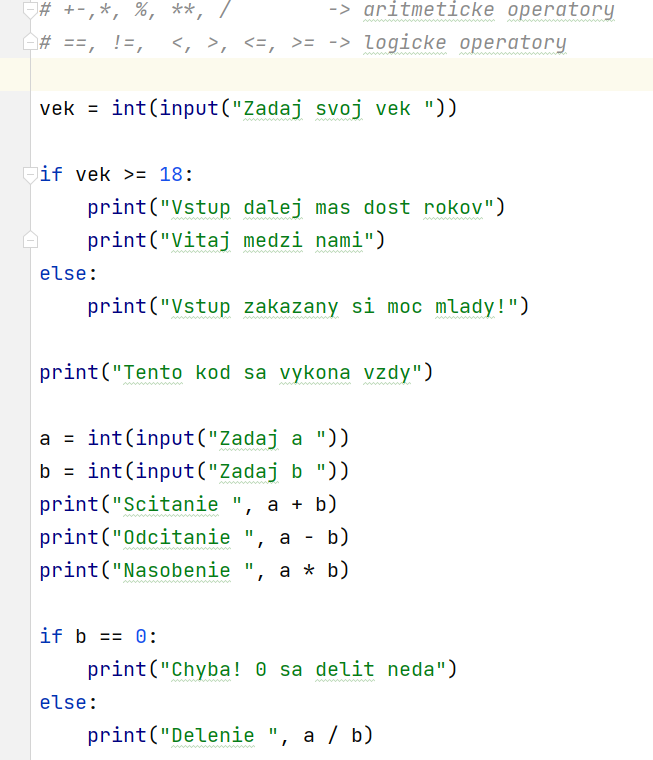 # +-,*, %, **, /        -> aritmeticke operatory
# ==, !=,  <, >, <=, >= -> logicke operatory
vek = int(input("Zadaj svoj vek "))
if vek >= 18:
    print("Vstup dalej mas dost rokov")
    print("Vitaj medzi nami")
else:
    print("Vstup zakazany si moc mlady!")
print("Tento kod sa vykona vzdy")
a = int(input("Zadaj a "))
b = int(input("Zadaj b "))
print("Scitanie ", a + b)
print("Odcitanie ", a - b)
print("Nasobenie ", a * b)
if b == 0:
    print("Chyba! 0 sa delit neda")
else:
    print("Delenie ", a / b)